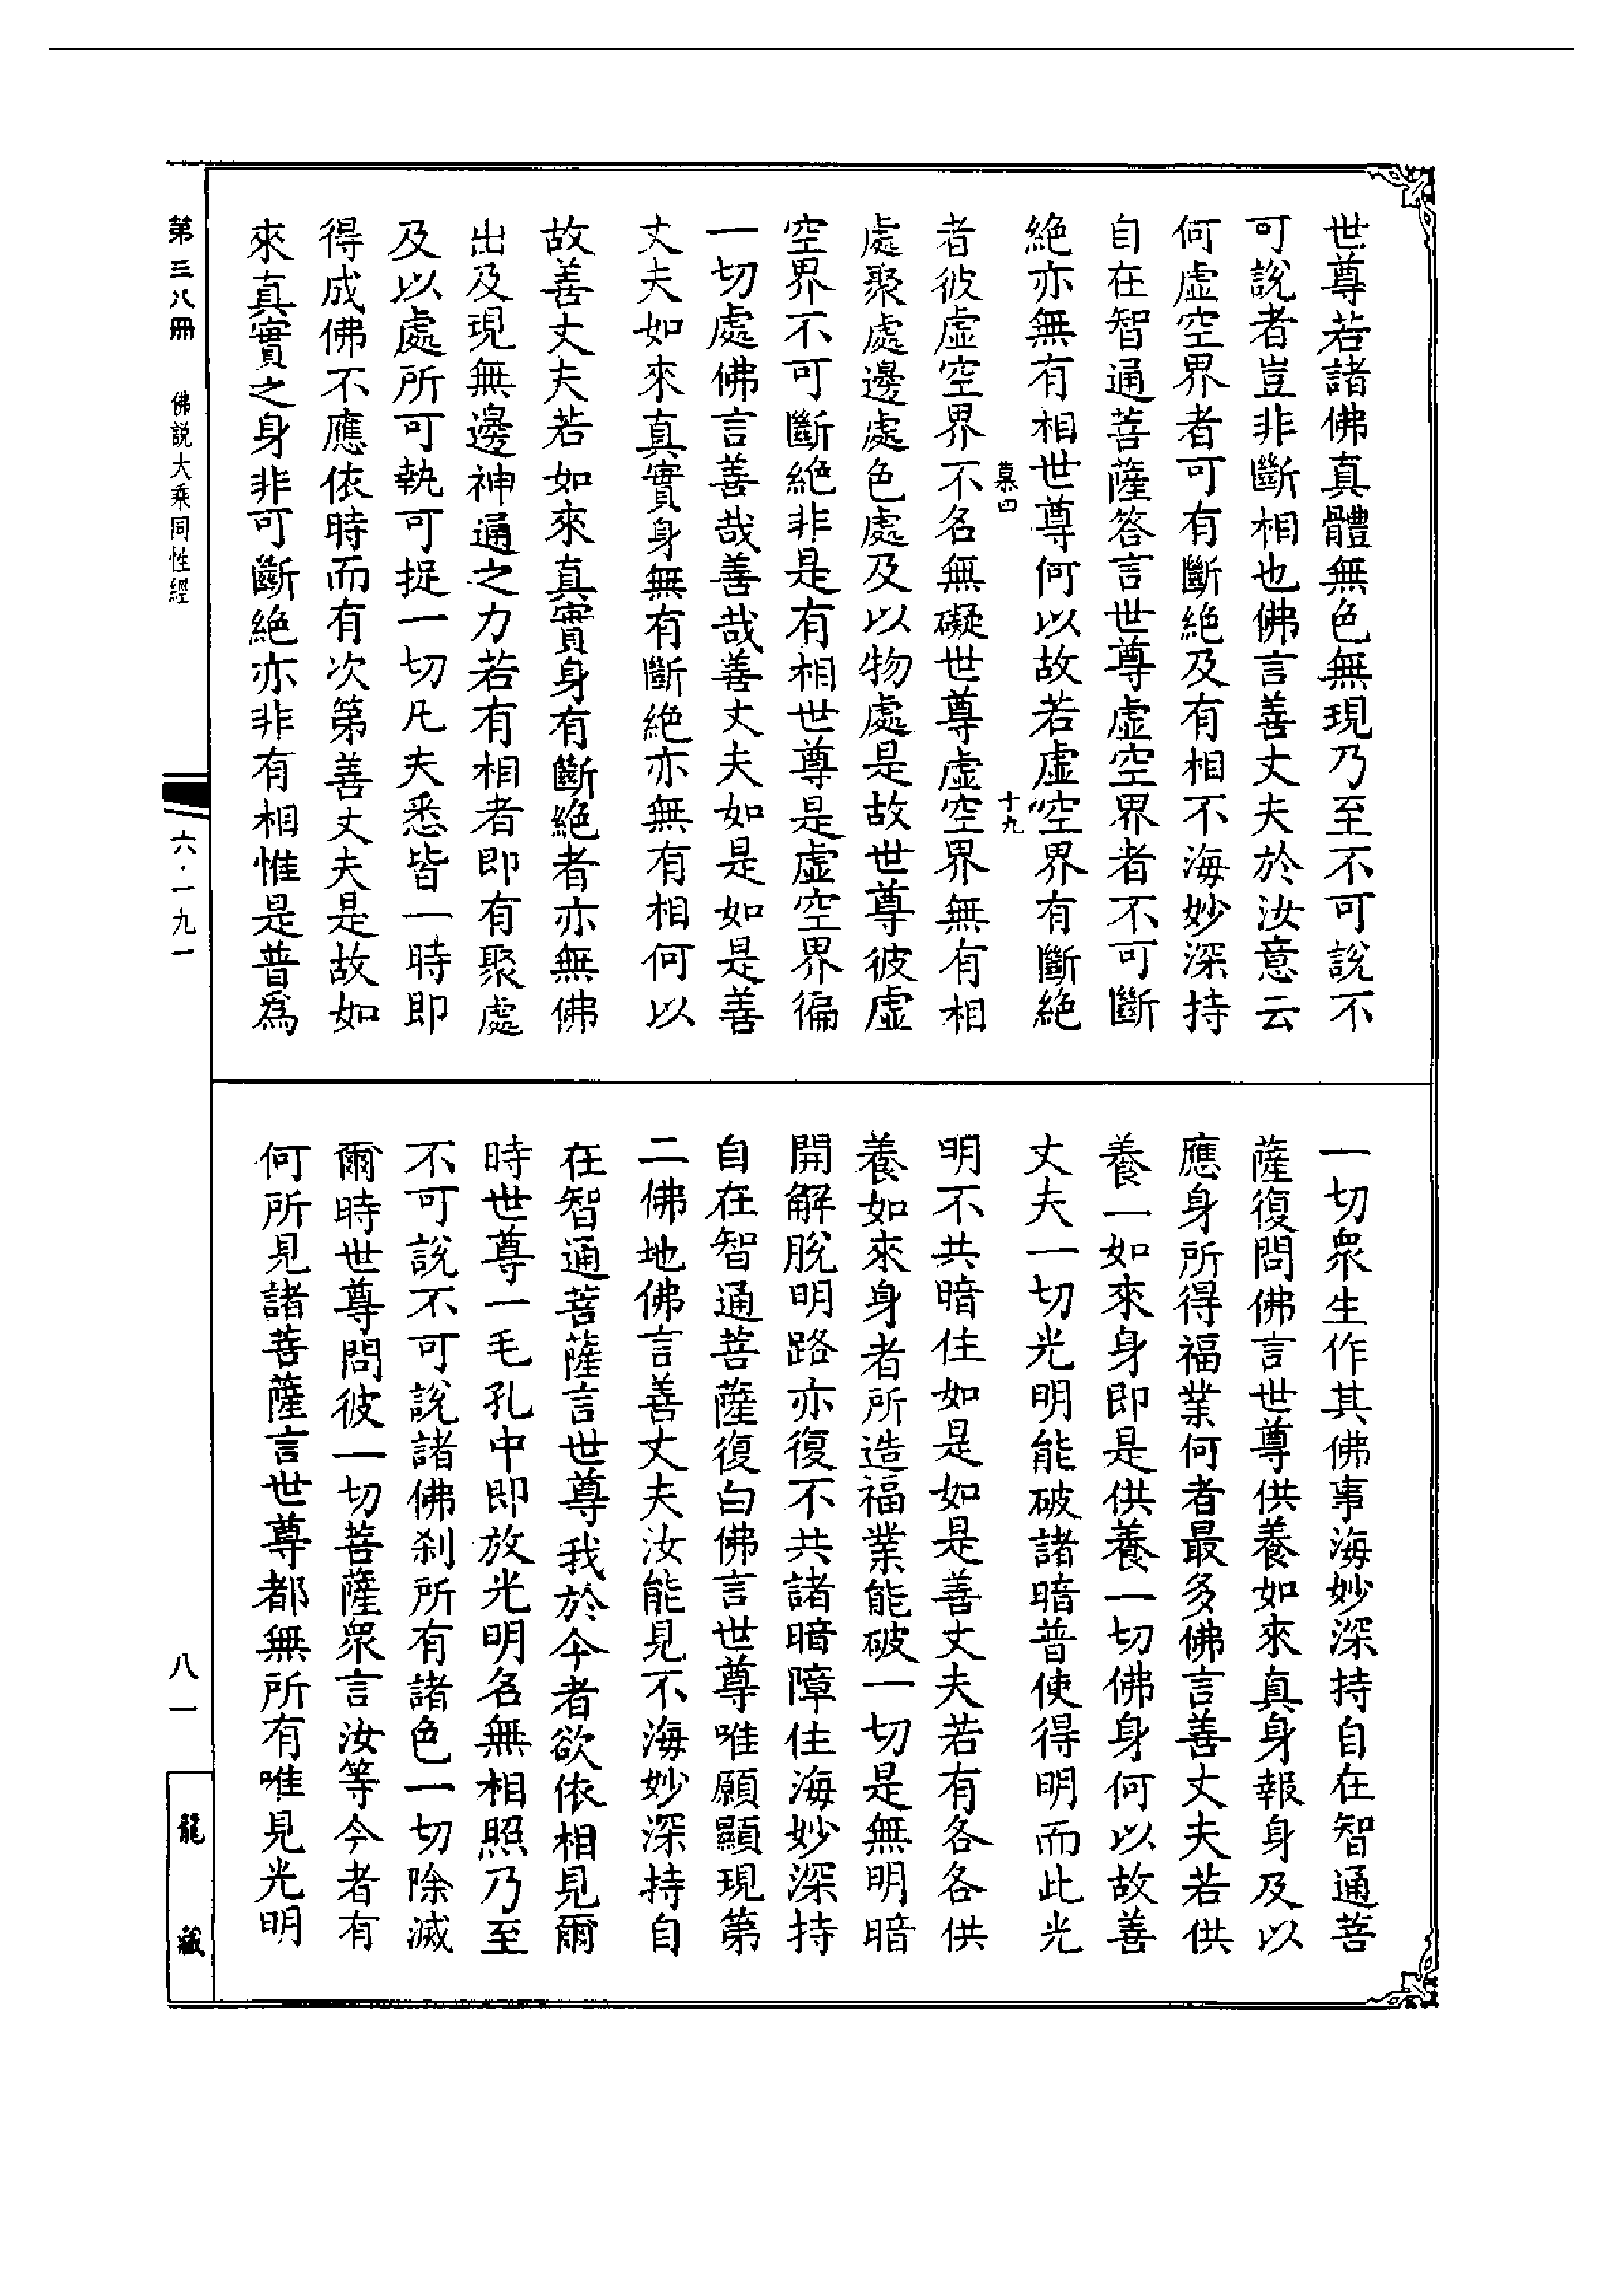 世尊若諸佛真體無色無現乃至不可說不
可說者豈非斷相也佛言善丈夫於汝意云
何虛空界者可有斷絕及有相不海妙深持
自在智通菩薩答言世尊虛空界者不可斷
絕亦無有相世尊何以故若虛空界有斷絕
慕四
十九
者彼虛空界不名無礙世尊虛空界無有相
處聚處邊處色處及以物處是故世尊彼虛
空界不可斷絕非是有相世尊是虛空界徧
一切處佛言善哉善哉善丈夫如是如是善
丈夫如來真實身無有斷絕亦無有相何以
故善丈夫若如來真實身有斷絕者亦無佛
出及現無邊神通之力若有相者即有聚處
及以處所可執可捉一切凡夫悉皆一時即
得成佛不應依時而有次第善丈夫是故如
來真實之身非可斷絕亦非有相惟是普為
一切眾生作其佛事海妙深持自在智通菩
薩復問佛言世尊供養如來真身報身及以
應身所得福業何者最多佛言善丈夫若供
養一如來身即是供養一切佛身何以故善
丈夫一切光明能破諸暗普使得明而此光
明不共暗住如是如是善丈夫若有各各供
養如來身者所造福業能破一切是無明暗
開解脫明路亦復不共諸暗障住海妙深持
自在智通菩薩復白佛言世尊唯願顯現第
二佛地佛言善丈夫汝能見不海妙深持自
在智通菩薩言世尊我於今者欲依相見爾
時世尊一毛孔中即放光明名無相照乃至
不可說不可說諸佛剎所有諸色一切除滅
爾時世尊問彼一切菩薩眾言汝等今者有
何所見諸菩薩言世尊都無所有唯見光明
第三八冊
佛說大乘同性經
六·一九一
八一
龍藏